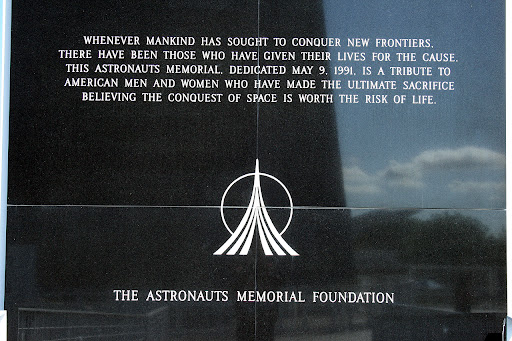 WHENEVER MANKIND HAS SOUGHT TO CONQUER NEW FRONTIERS,
THERE HAVE BEEN THOSE WHO HAVE GIVEN THEIR LIVES FOR THE CAUSE.
THIS ASTRONAUTS MEMORIAL, DEDICATED MAY 9, 1991, IS A TRIBUTE TO
AMERICAN MEN AND WOMEN WHO HAVE MADE THE ULTIMATE SACRIFICE
BELIEVING THE CONQUEST OF SPACE IS WORTH THE RISK OF LIFE.
THE ASTRONAUTS MEMORIAL FOUNDATION